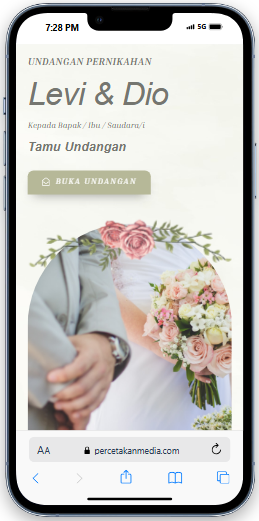 7:28 PM
5G
UNDANGAN PERNIKAHAN
Levi & Dio
Kepada Bapak / Ibu / Saudara/i
Tamu Undangan
BUKA UNDANGAN
AA percetakanmedia.com